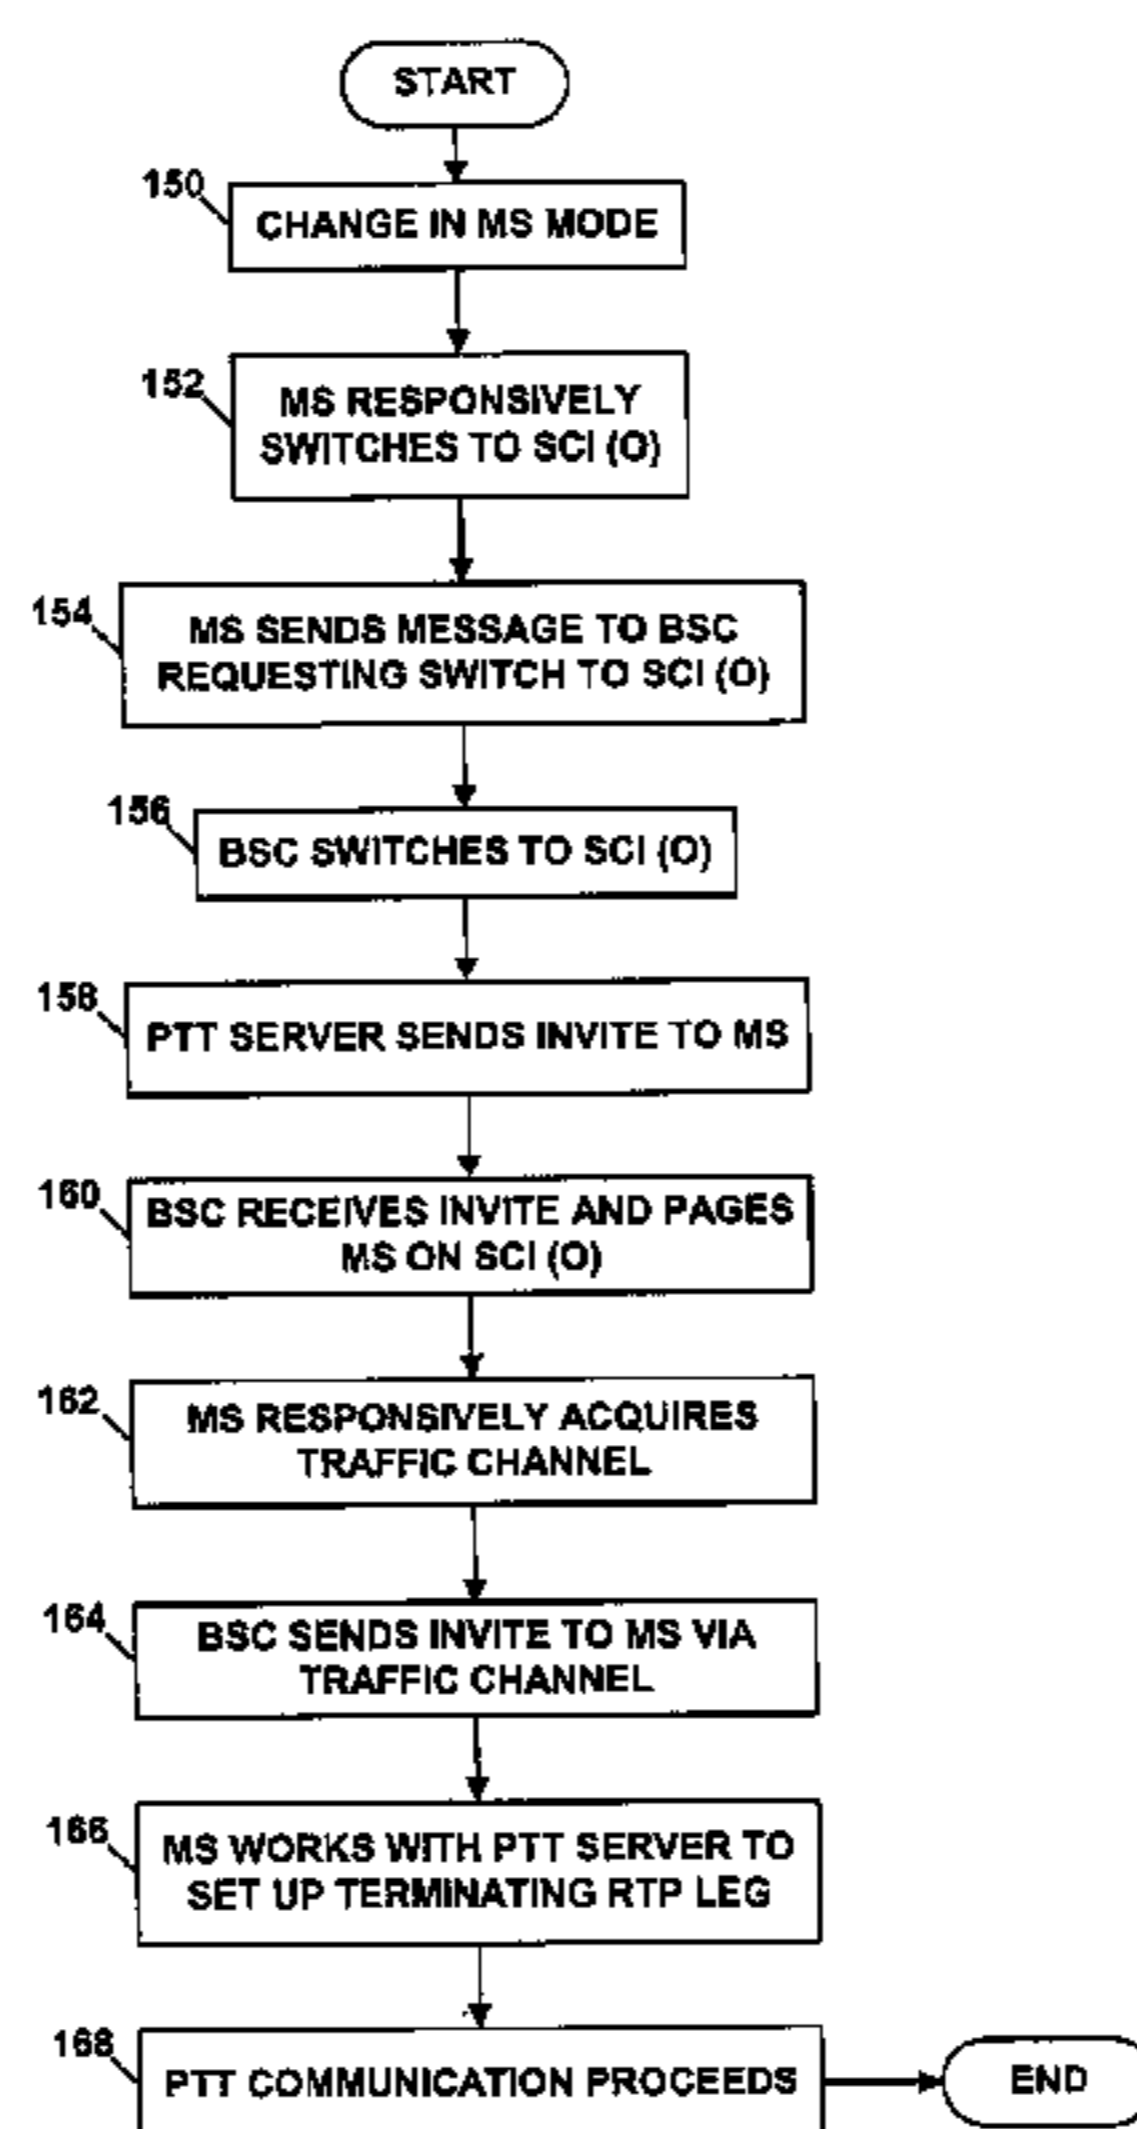 START
150
CHANGE IN MS MODE
152
MS RESPONSIVELY
SWITCHES TO SCI (O)
154
MS SENDS MESSAGE TO BSC
REQUESTING SWITCH TO SCI (O)
156
BSC SWITCHES TO SCI (O)
158
PTT SERVER SENDS INVITE TO MS
160
BSC RECEIVES INVITE AND PAGES
MS ON SCI (O)
162
MS RESPONSIVELY ACQUIRES
TRAFFIC CHANNEL
164
BSC SENDS INVITE TO MS VIA
TRAFFIC CHANNEL
166
MS WORKS WITH PTT SERVER TO
SET UP TERMINATING RTP LEG
168
PTT COMMUNICATION PROCEEDS
END